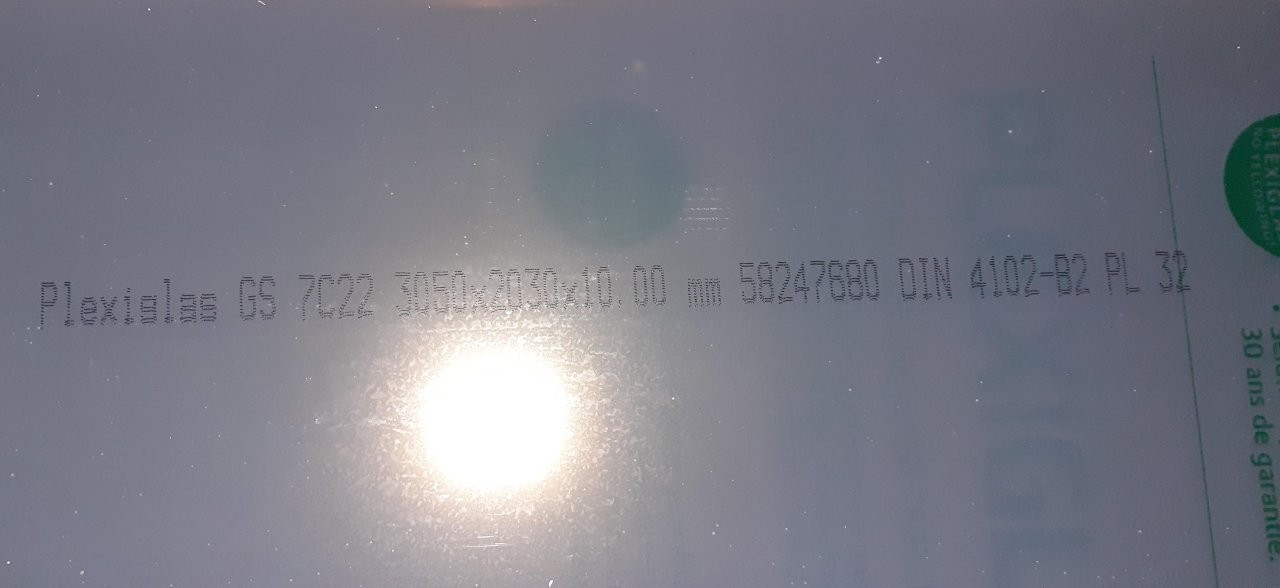 Plexiglas GS 7C22 3050x2030x10.00 mm 58247680 DIN 4102-B2 PL 32
30 ans de garantie.